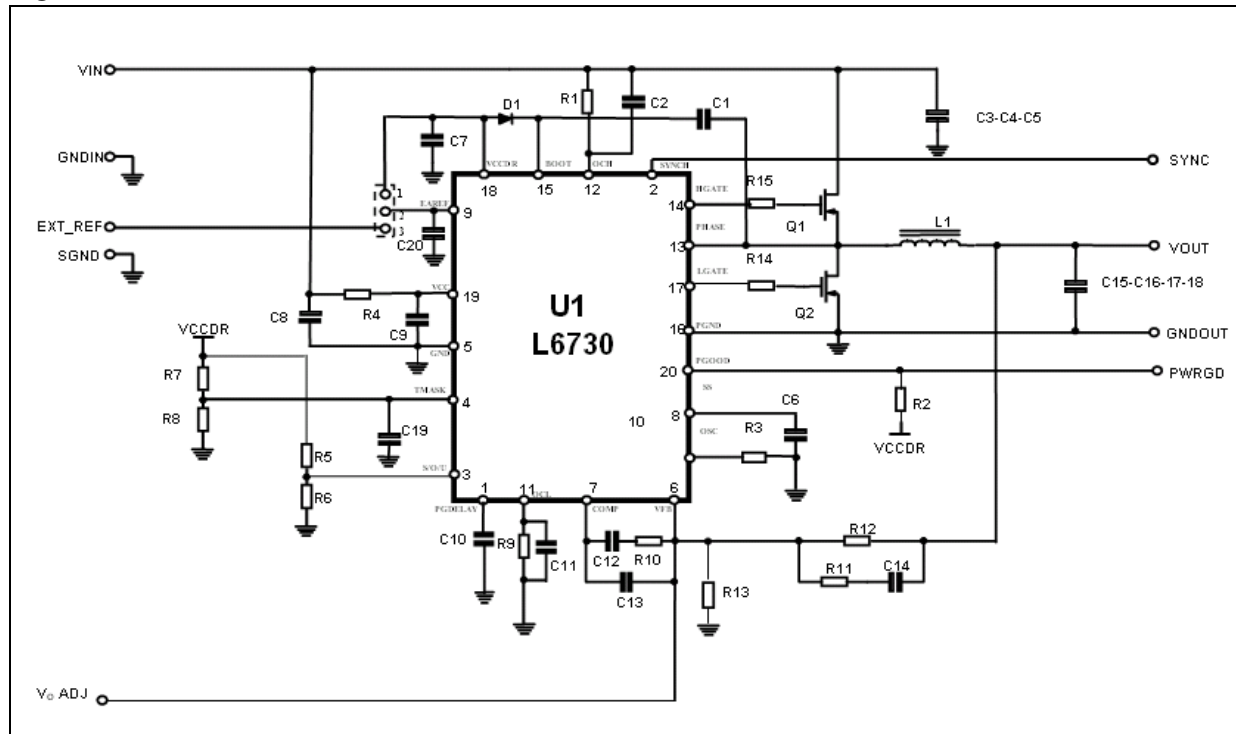 VIN
R1
C2
D1
C1
C7
C3-C4-C5
GNDIN
VCCDR
BOOT
OCH
SYNCH
SYNC
18
15
12
2
HGATE
R15
1
EAREF
2
9
14
Q1
EXT_REF
3
C20
PHASE
L1
SGND
13
VOUT
R14
LGATE
VCC
19
17
C15-C16-17-18
C8
R4
C9
U1
Q2
VCCDR
L6730
PGND
5
GND
16
GNDOUT
PGOOD
R7
20
PWRGD
TMASK
SS
4
C6
R2
R8
C19
10
8
OSC
R3
VCCDR
R5
S/O/U
3
R6
1
11
7
6
PGDELAY
OCL
COMP
VFB
C10
R9
C11
C12
R10
R12
R11
C14
C13
R13
VO ADJ